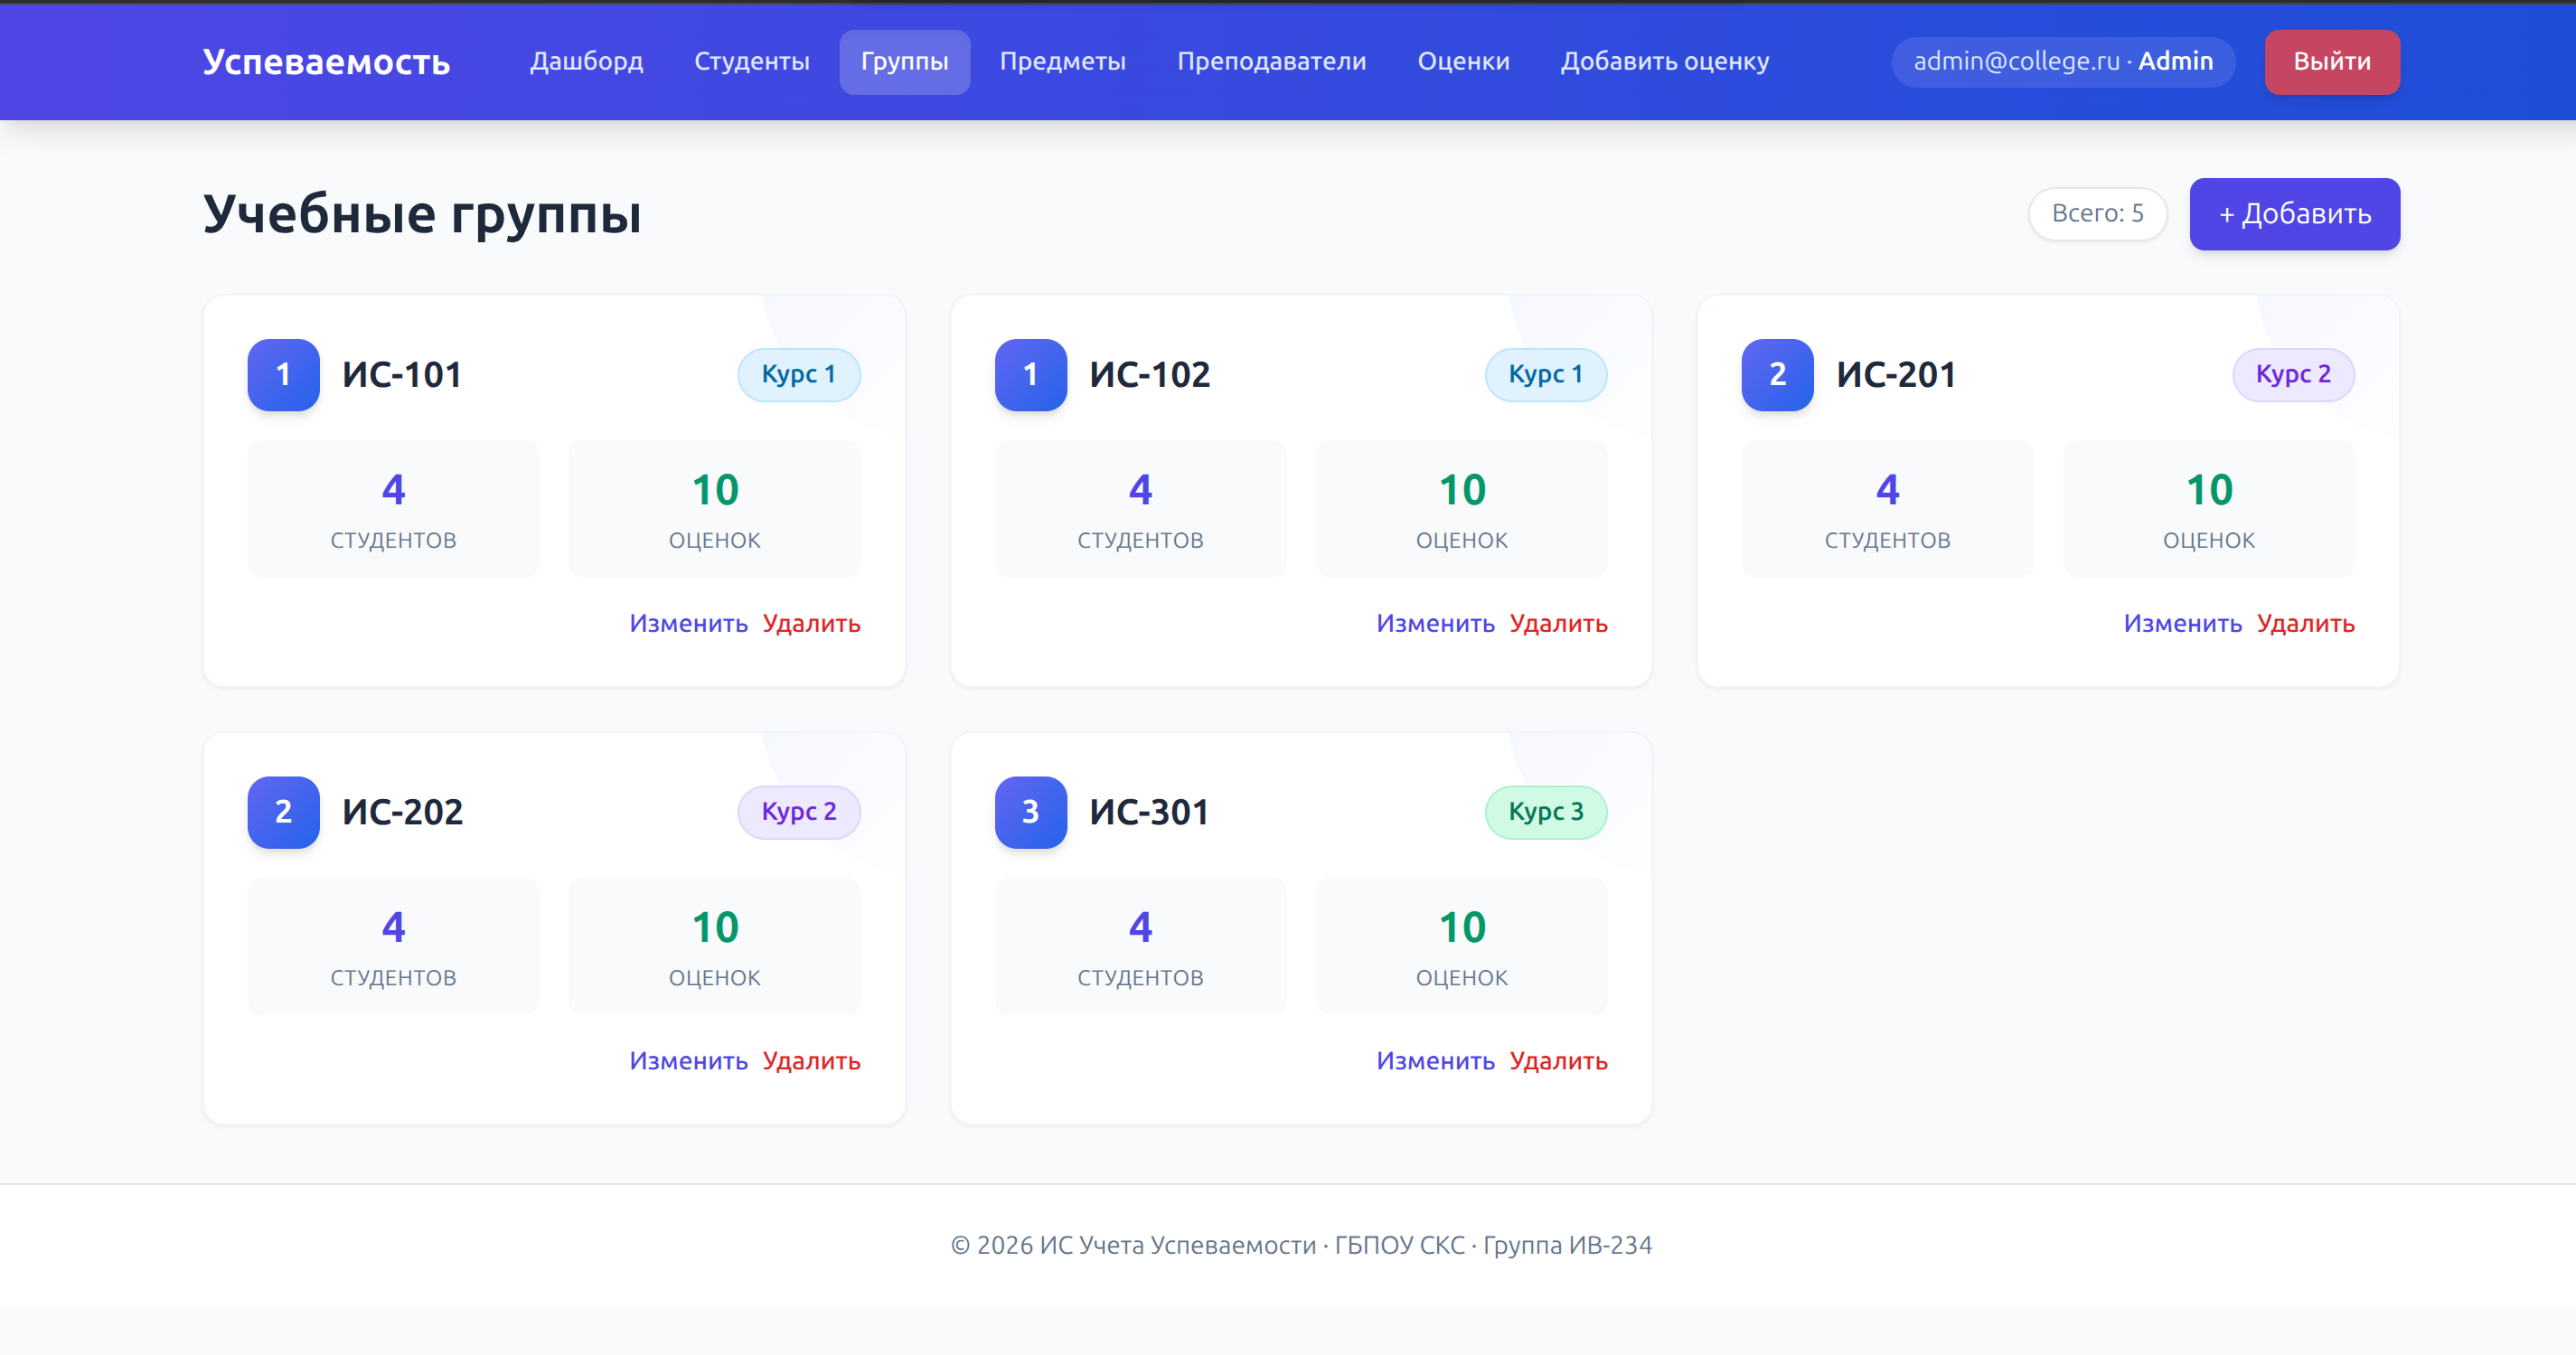 Успеваемость Дашборд Студенты Группы Предметы Преподаватели Оценки Добавить оценку admin@college.ru · Admin Выйти
Учебные группы Всего: 5 + Добавить
1 ИС-101 Курс 1
4 10
СТУДЕНТОВ ОЦЕНОК
Изменить Удалить
1 ИС-102 Курс 1
4 10
СТУДЕНТОВ ОЦЕНОК
Изменить Удалить
2 ИС-201 Курс 2
4 10
СТУДЕНТОВ ОЦЕНОК
Изменить Удалить
2 ИС-202 Курс 2
4 10
СТУДЕНТОВ ОЦЕНОК
Изменить Удалить
3 ИС-301 Курс 3
4 10
СТУДЕНТОВ ОЦЕНОК
Изменить Удалить
© 2026 ИС Учета Успеваемости · ГБПОУ СКС · Группа ИВ-234